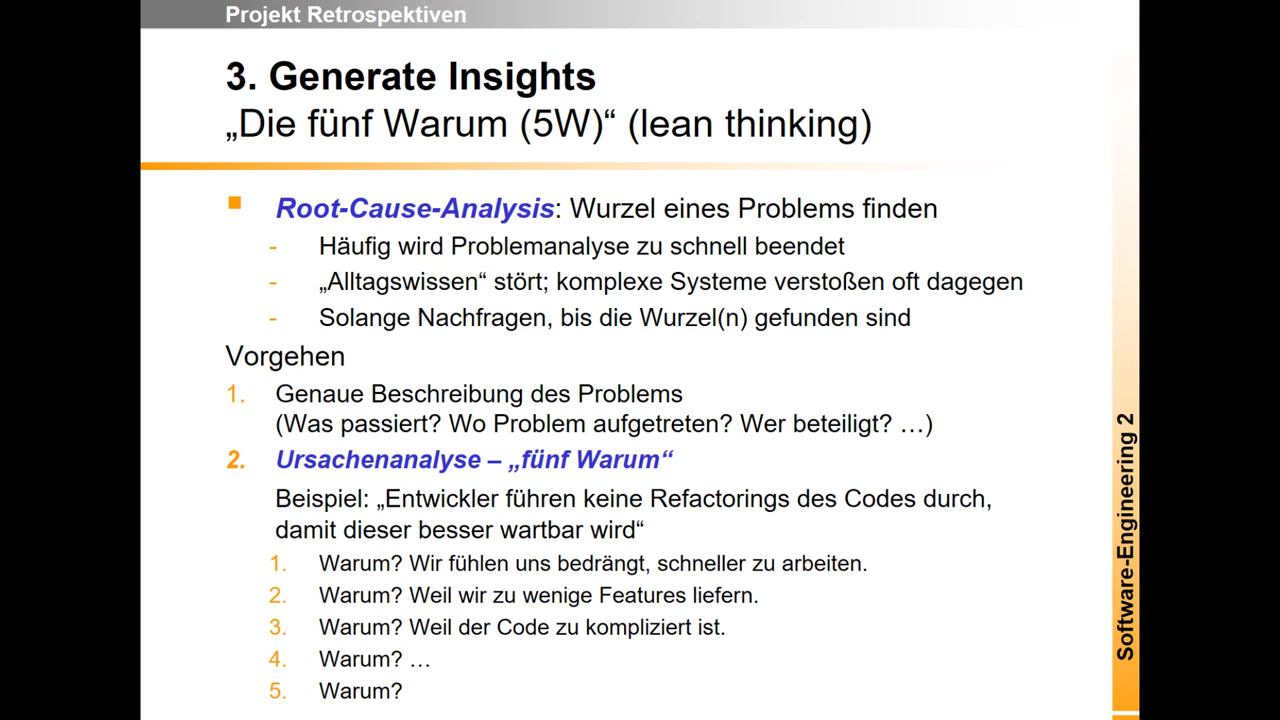 Projekt Retrospektiven
3. Generate Insights
„Die fünf Warum (5W)“ (lean thinking)
▪ Root-Cause-Analysis: Wurzel eines Problems finden
- Häufig wird Problemanalyse zu schnell beendet
- „Alltagswissen“ stört; komplexe Systeme verstoßen oft dagegen
- Solange Nachfragen, bis die Wurzel(n) gefunden sind
Vorgehen
1. Genaue Beschreibung des Problems
(Was passiert? Wo Problem aufgetreten? Wer beteiligt? …)
2. Ursachenanalyse – „fünf Warum“
Beispiel: „Entwickler führen keine Refactorings des Codes durch,
damit dieser besser wartbar wird“
1. Warum? Wir fühlen uns bedrängt, schneller zu arbeiten.
2. Warum? Weil wir zu wenige Features liefern.
3. Warum? Weil der Code zu kompliziert ist.
4. Warum? …
5. Warum?
Software-Engineering 2